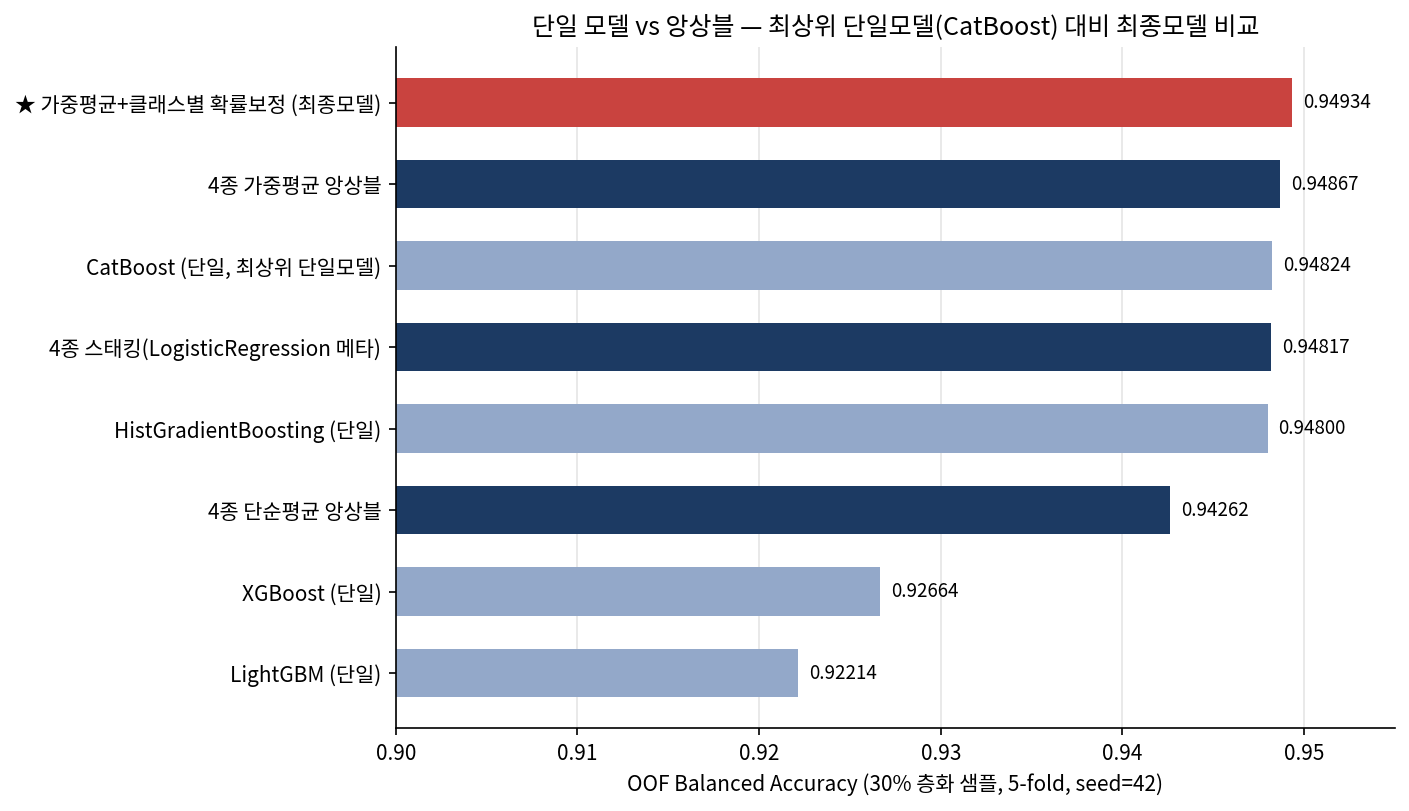 단일 모델 vs 앙상블 — 최상위 단일모델(CatBoost) 대비 최종모델 비교
★ 가중평균+클래스별 확률보정 (최종모델) 0.94934
4종 가중평균 앙상블 0.94867
CatBoost (단일, 최상위 단일모델) 0.94824
4종 스태킹(LogisticRegression 메타) 0.94817
HistGradientBoosting (단일) 0.94800
4종 단순평균 앙상블 0.94262
XGBoost (단일) 0.92664
LightGBM (단일) 0.92214
0.90 0.91 0.92 0.93 0.94 0.95
OOF Balanced Accuracy (30% 층화 샘플, 5-fold, seed=42)